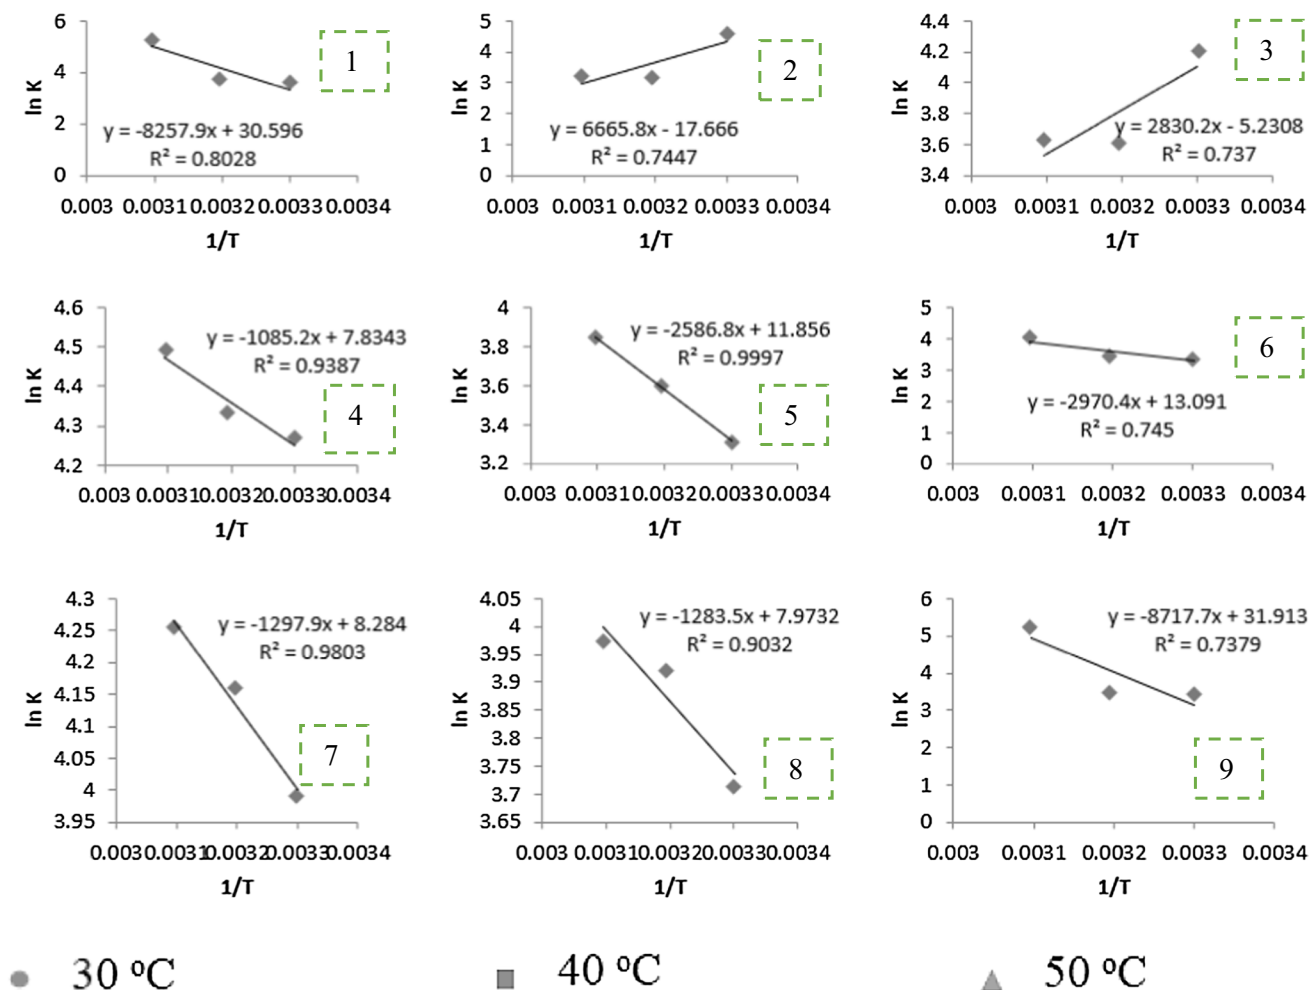 6
4
2
0
ln K
y = -8257.9x + 30.596
R² = 0.8028
1
0.003 0.0031 0.0032 0.0033 0.0034
1/T
5
4
3
2
1
0
ln K
y = 6665.8x - 17.666
R² = 0.7447
2
0.003 0.0031 0.0032 0.0033 0.0034
1/T
4.4
4.2
4
3.8
3.6
3.4
ln K
y = 2830.2x - 5.2308
R² = 0.737
3
0.003 0.0031 0.0032 0.0033 0.0034
1/T
4.6
4.5
4.4
4.3
4.2
ln K
y = -1085.2x + 7.8343
R² = 0.9387
4
0.003 0.0031 0.0032 0.0033 0.0034
1/T
4
3.8
3.6
3.4
3.2
ln K
y = -2586.8x + 11.856
R² = 0.9997
5
0.003 0.0031 0.0032 0.0033 0.0034
1/T
5
4
3
2
1
0
ln K
y = -2970.4x + 13.091
R² = 0.745
6
0.003 0.0031 0.0032 0.0033 0.0034
1/T
4.3
4.25
4.2
4.15
4.1
4.05
4
3.95
ln K
y = -1297.9x + 8.284
R² = 0.9803
7
0.003 0.0031 0.0032 0.0033 0.0034
1/T
4.05
4
3.95
3.9
3.85
3.8
3.75
3.7
3.65
ln K
y = -1283.5x + 7.9732
R² = 0.9032
8
0.003 0.0031 0.0032 0.0033 0.0034
1/T
6
5
4
3
2
1
0
ln K
y = -8717.7x + 31.913
R² = 0.7379
9
0.003 0.0031 0.0032 0.0033 0.0034
1/T
30 ºC
40 ºC
50 ºC